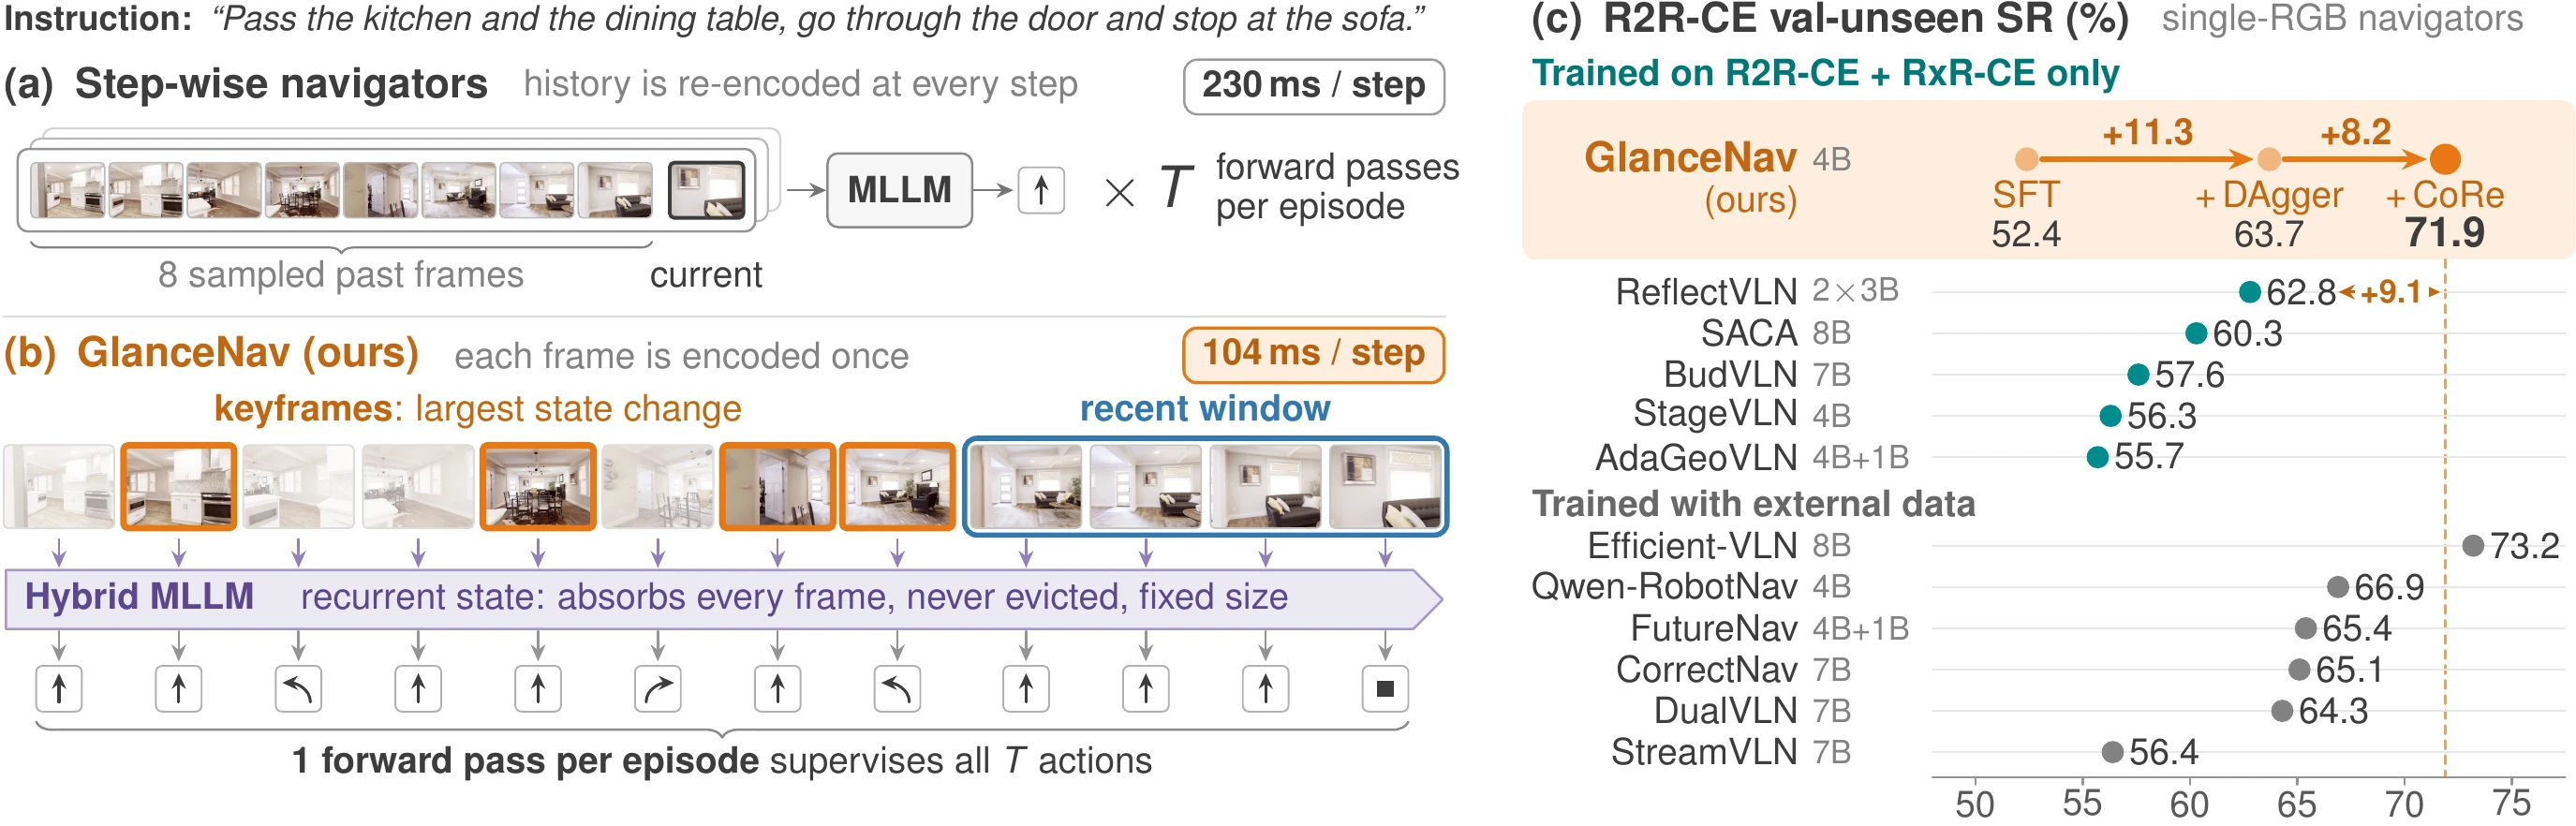 Instruction: “Pass the kitchen and the dining table, go through the door and stop at the sofa.”
(a) Step-wise navigators history is re-encoded at every step 230 ms / step
MLLM
× T forward passes
per episode
8 sampled past frames current
(b) GlanceNav (ours) each frame is encoded once 104 ms / step
keyframes: largest state change recent window
Hybrid MLLM recurrent state: absorbs every frame, never evicted, fixed size
1 forward pass per episode supervises all T actions
(c) R2R-CE val-unseen SR (%) single-RGB navigators
Trained on R2R-CE + RxR-CE only
+11.3 +8.2
GlanceNav 4B
(ours)
SFT + DAgger + CoRe
52.4 63.7 71.9
ReflectVLN 2×3B 62.8 +9.1
SACA 8B 60.3
BudVLN 7B 57.6
StageVLN 4B 56.3
AdaGeoVLN 4B+1B 55.7
Trained with external data
Efficient-VLN 8B 73.2
Qwen-RobotNav 4B 66.9
FutureNav 4B+1B 65.4
CorrectNav 7B 65.1
DualVLN 7B 64.3
StreamVLN 7B 56.4
50 55 60 65 70 75